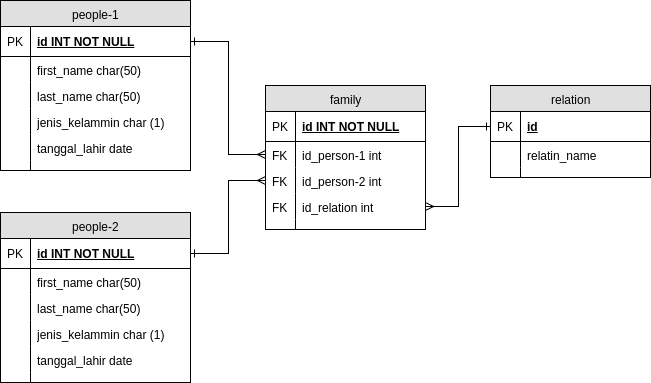 people-1
PK id INT NOT NULL
first_name char(50)
last_name char(50)
jenis_kelammin char (1)
tanggal_lahir date
family
PK id INT NOT NULL
FK id_person-1 int
FK id_person-2 int
FK id_relation int
relation
PK id
relatin_name
people-2
PK id INT NOT NULL
first_name char(50)
last_name char(50)
jenis_kelammin char (1)
tanggal_lahir date